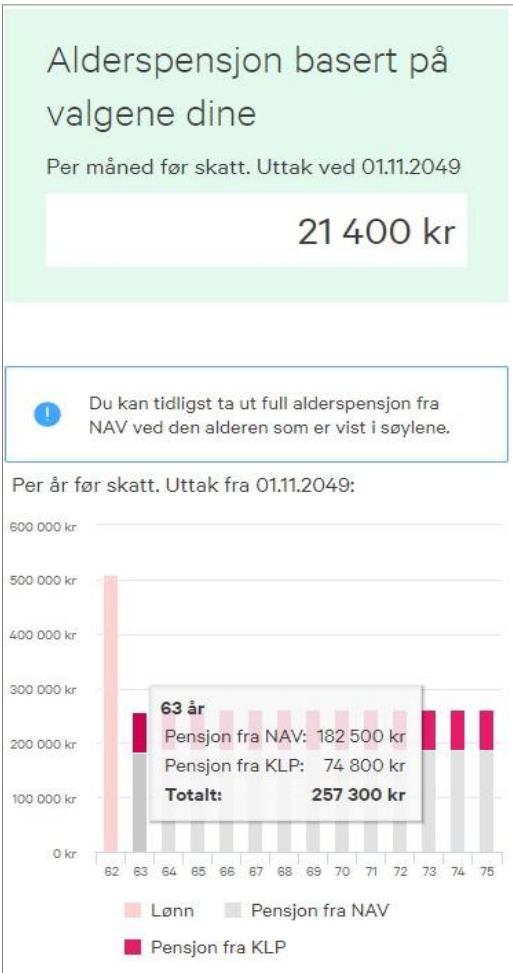 Alderspensjon basert på
valgene dine
Per måned før skatt. Uttak ved 01.11.2049
21 400 kr
Du kan tidligst ta ut full alderspensjon fra
NAV ved den alderen som er vist i søylene.
Per år før skatt. Uttak fra 01.11.2049:
600 000 kr
500 000 kr
400 000 kr
300 000 kr
200 000 kr
100 000 kr
0 kr
63 år
Pensjon fra NAV: 182 500 kr
Pensjon fra KLP: 74 800 kr
Totalt: 257 300 kr
62 63 64 65 66 67 68 69 70 71 72 73 74 75
Lønn Pensjon fra NAV
Pensjon fra KLP